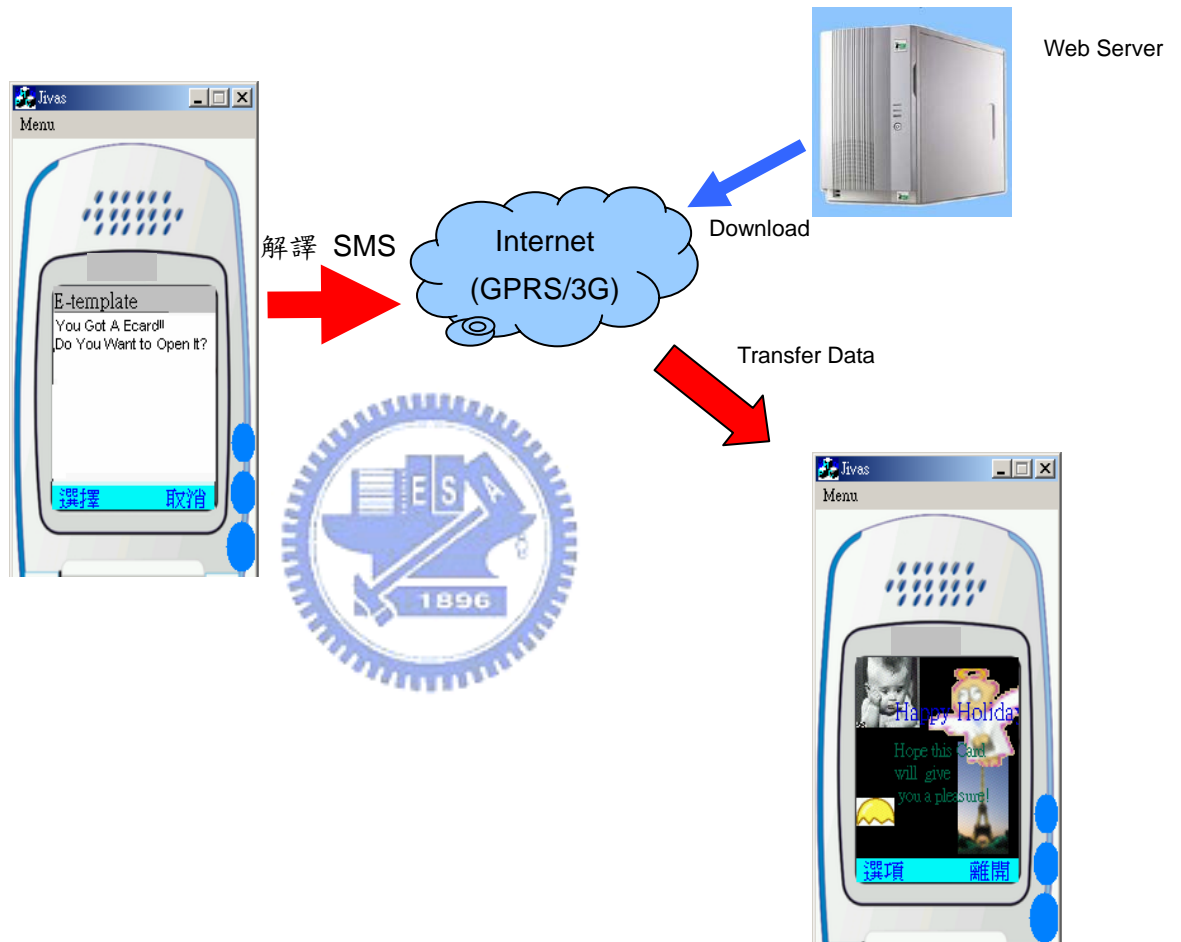 Web Server
Jivas
Menu
解譯 SMS
Internet
(GPRS/3G)
Download
E-template
You Got A Ecard!!!
Do You Want to Open It?
選擇 取消
Transfer Data
E S A
1896
Jivas
Menu
Happy Holiday
Hope this Card
will give
you a pleasure!
選項 離開